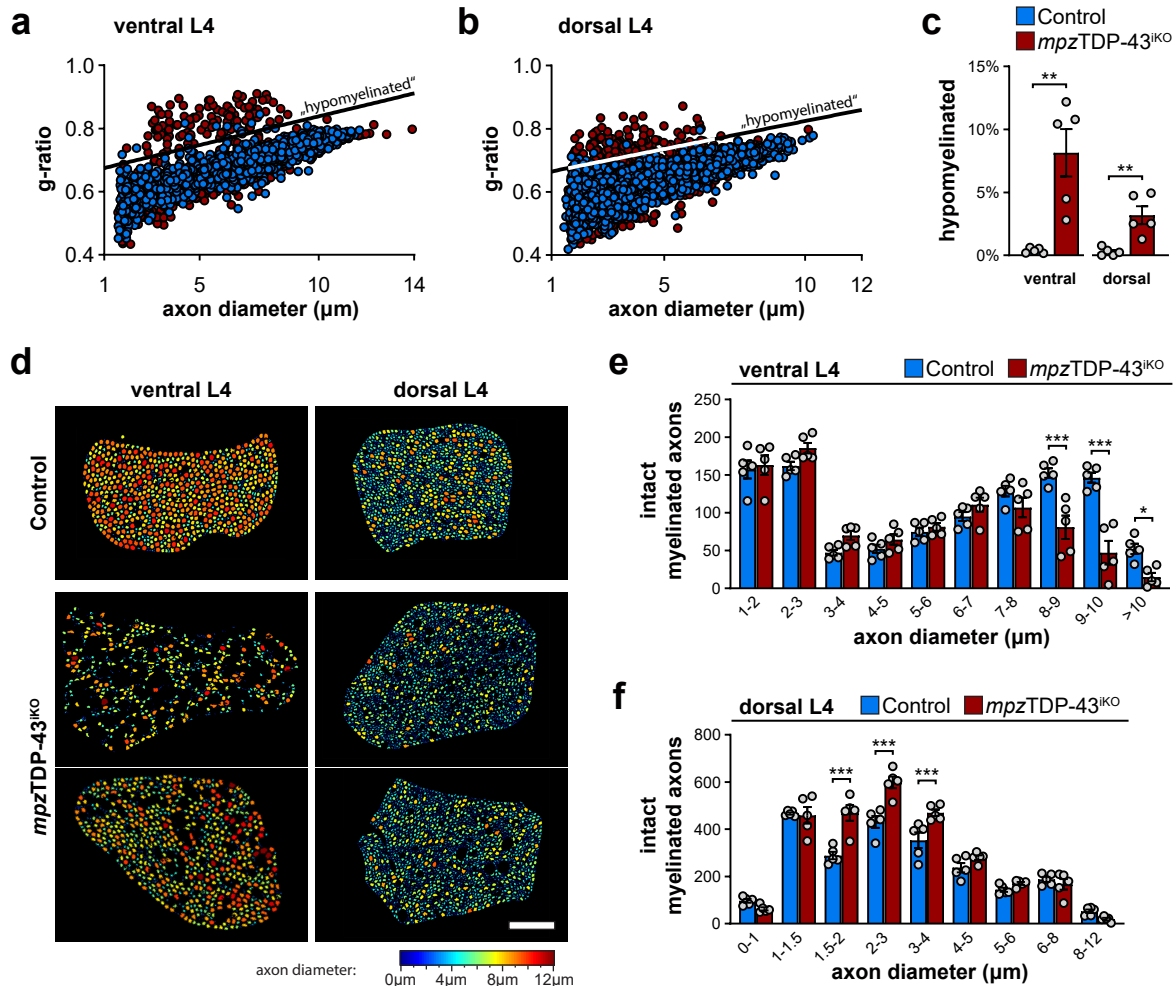 a ventral L4
1.0
0.8
0.6
0.4
g-ratio
„hypomyelinated“
1 5 10 14
axon diameter (µm)
b dorsal L4
1.0
0.8
0.6
0.4
g-ratio
„hypomyelinated“
1 5 10 12
axon diameter (µm)
c
Control
mpzTDP-43iKO
15%
10%
5%
0%
hypomyelinated
**
**
ventral dorsal
d
ventral L4 dorsal L4
Control
mpzTDP-43iKO
axon diameter:
0µm 4µm 8µm 12µm
e
ventral L4 Control mpzTDP-43iKO
250
200
150
100
50
0
intact
myelinated axons
*** *** *
1-2 2-3 3-4 4-5 5-6 6-7 7-8 8-9 9-10 >10
axon diameter (µm)
f
dorsal L4 Control mpzTDP-43iKO
800
600
400
200
0
intact
myelinated axons
*** *** ***
0-1 1-1.5 1.5-2 2-3 3-4 4-5 5-6 6-8 8-12
axon diameter (µm)